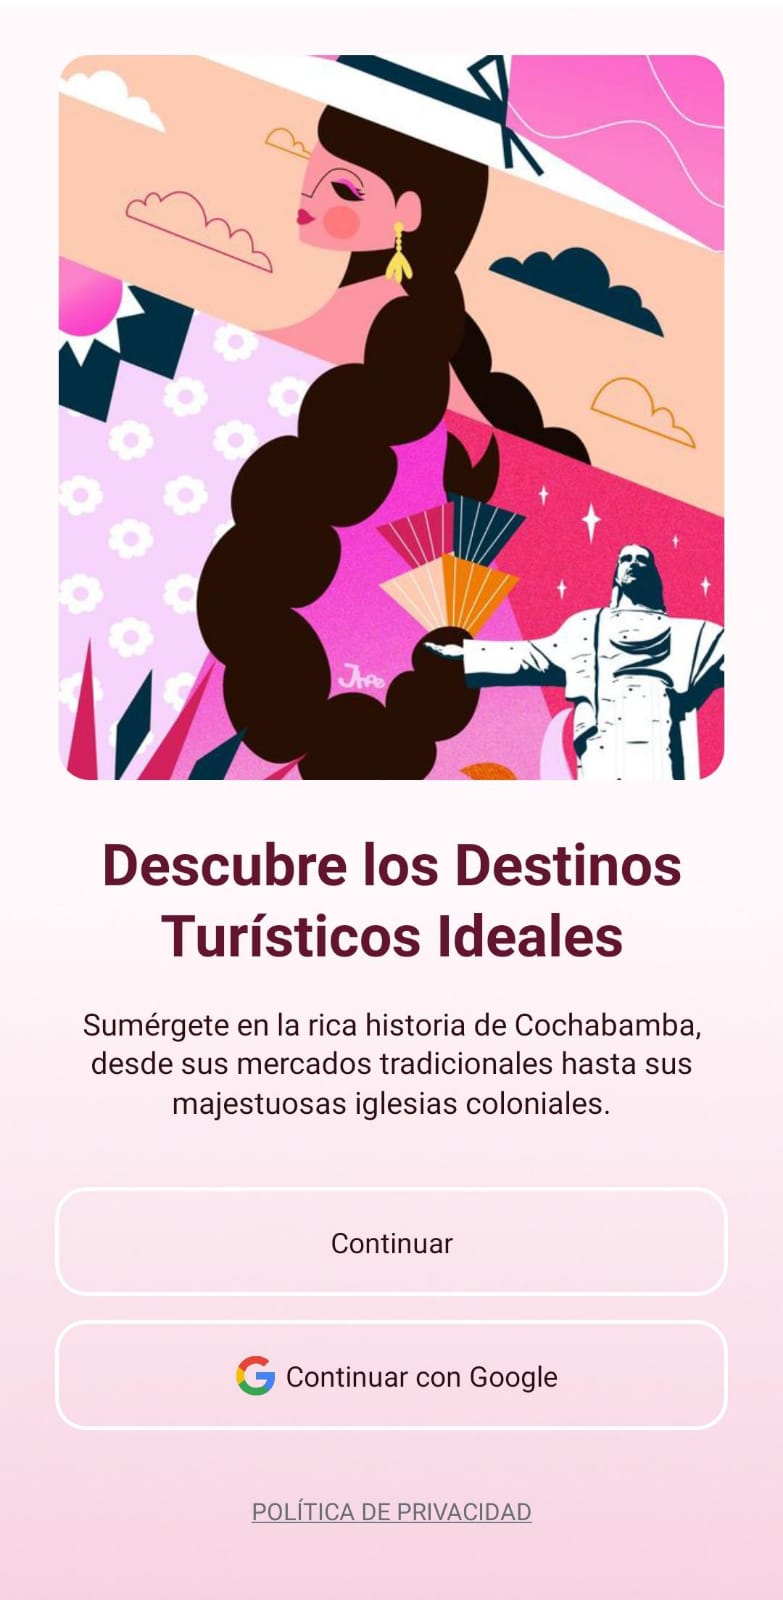 Descubre los Destinos
Turísticos Ideales
Sumérgete en la rica historia de Cochabamba,
desde sus mercados tradicionales hasta sus
majestuosas iglesias coloniales.
Continuar
Continuar con Google
POLÍTICA DE PRIVACIDAD